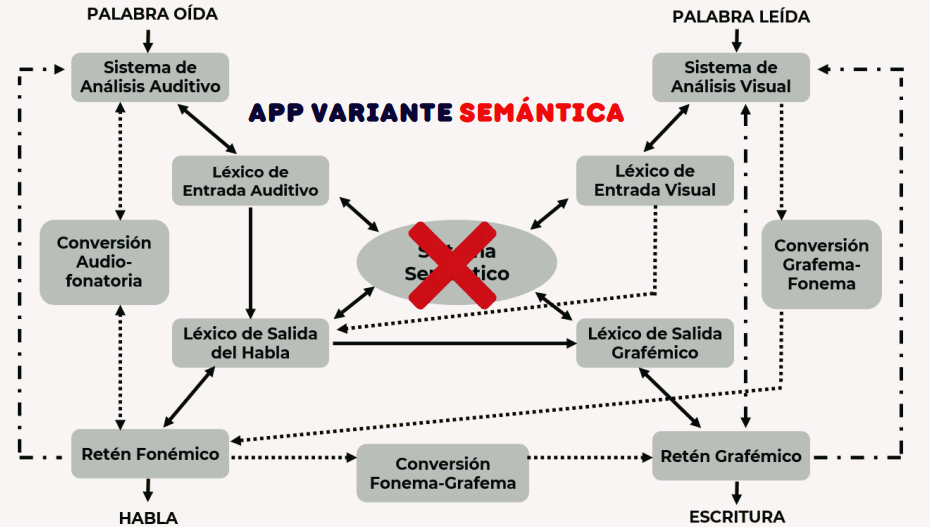 PALABRA OÍDA
PALABRA LEÍDA
Sistema de
Análisis Auditivo
Sistema de
Análisis Visual
APP VARIANTE SEMÁNTICA
Léxico de
Entrada Auditivo
Léxico de
Entrada Visual
Conversión
Audio-
fonatoria
Sistema
Semántico
Conversión
Grafema-
Fonema
Léxico de Salida
del Habla
Léxico de Salida
Grafémico
Retén Fonémico
Conversión
Fonema-Grafema
Retén Grafémico
HABLA
ESCRITURA